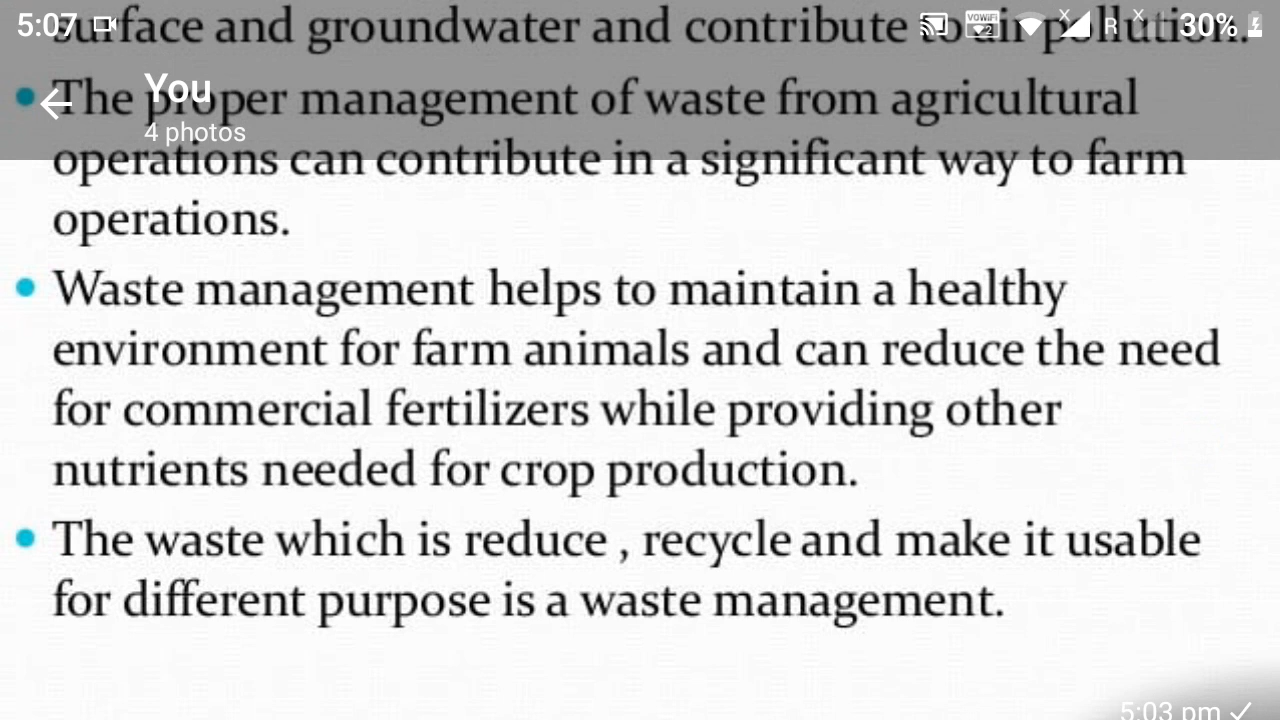 5:07 VOWIFI 2 R 30%
surface and groundwater and contribute to air pollution.
You
4 photos
• The proper management of waste from agricultural
operations can contribute in a significant way to farm
operations.
• Waste management helps to maintain a healthy
environment for farm animals and can reduce the need
for commercial fertilizers while providing other
nutrients needed for crop production.
• The waste which is reduce , recycle and make it usable
for different purpose is a waste management.
5:03 pm